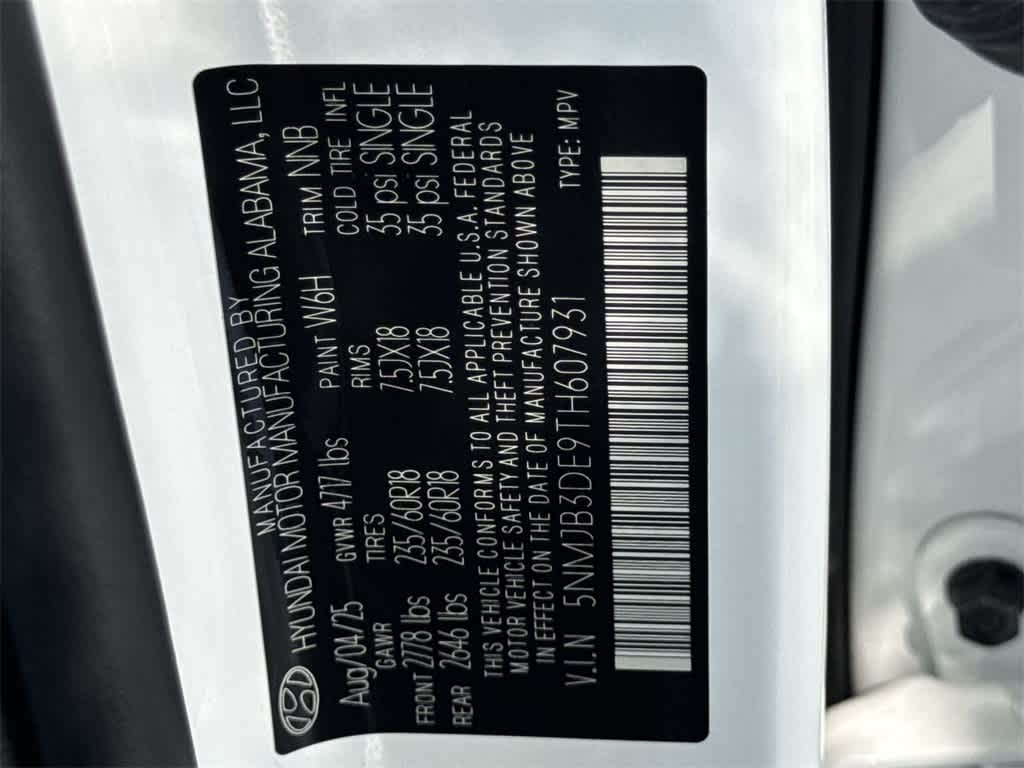 MANUFACTURED BY
HYUNDAI MOTOR MANUFACTURING ALABAMA, LLC
Aug/04/25 GVWR 4717 lbs PAINT W6H TRIM NNB
GAWR TIRES RIMS COLD TIRE INFL
FRONT 2778 lbs 235/60R18 7.5JX18 35 psi SINGLE
REAR 2646 lbs 235/60R18 7.5JX18 35 psi SINGLE
THIS VEHICLE CONFORMS TO ALL APPLICABLE U.S.A. FEDERAL
MOTOR VEHICLE SAFETY AND THEFT PREVENTION STANDARDS
IN EFFECT ON THE DATE OF MANUFACTURE SHOWN ABOVE
V.I.N 5NMJB3DE9TH607931 TYPE: MPV